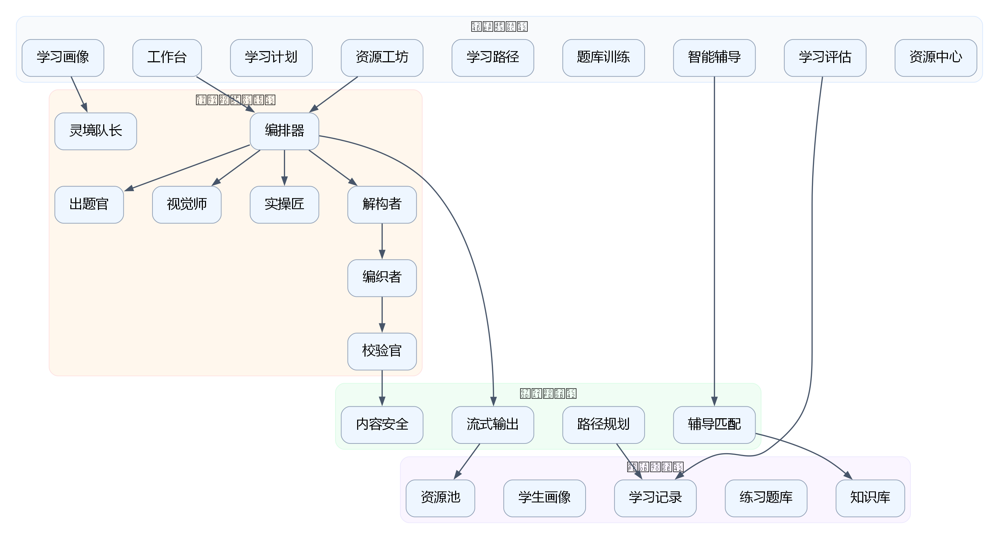 学习画像
工作台
学习计划
资源工坊
学习路径
题库训练
智能辅导
学习评估
资源中心
灵境队长
编排器
出题官
视觉师
实操匠
解构者
编织者
校验官
内容安全
流式输出
路径规划
辅导匹配
资源池
学生画像
学习记录
练习题库
知识库